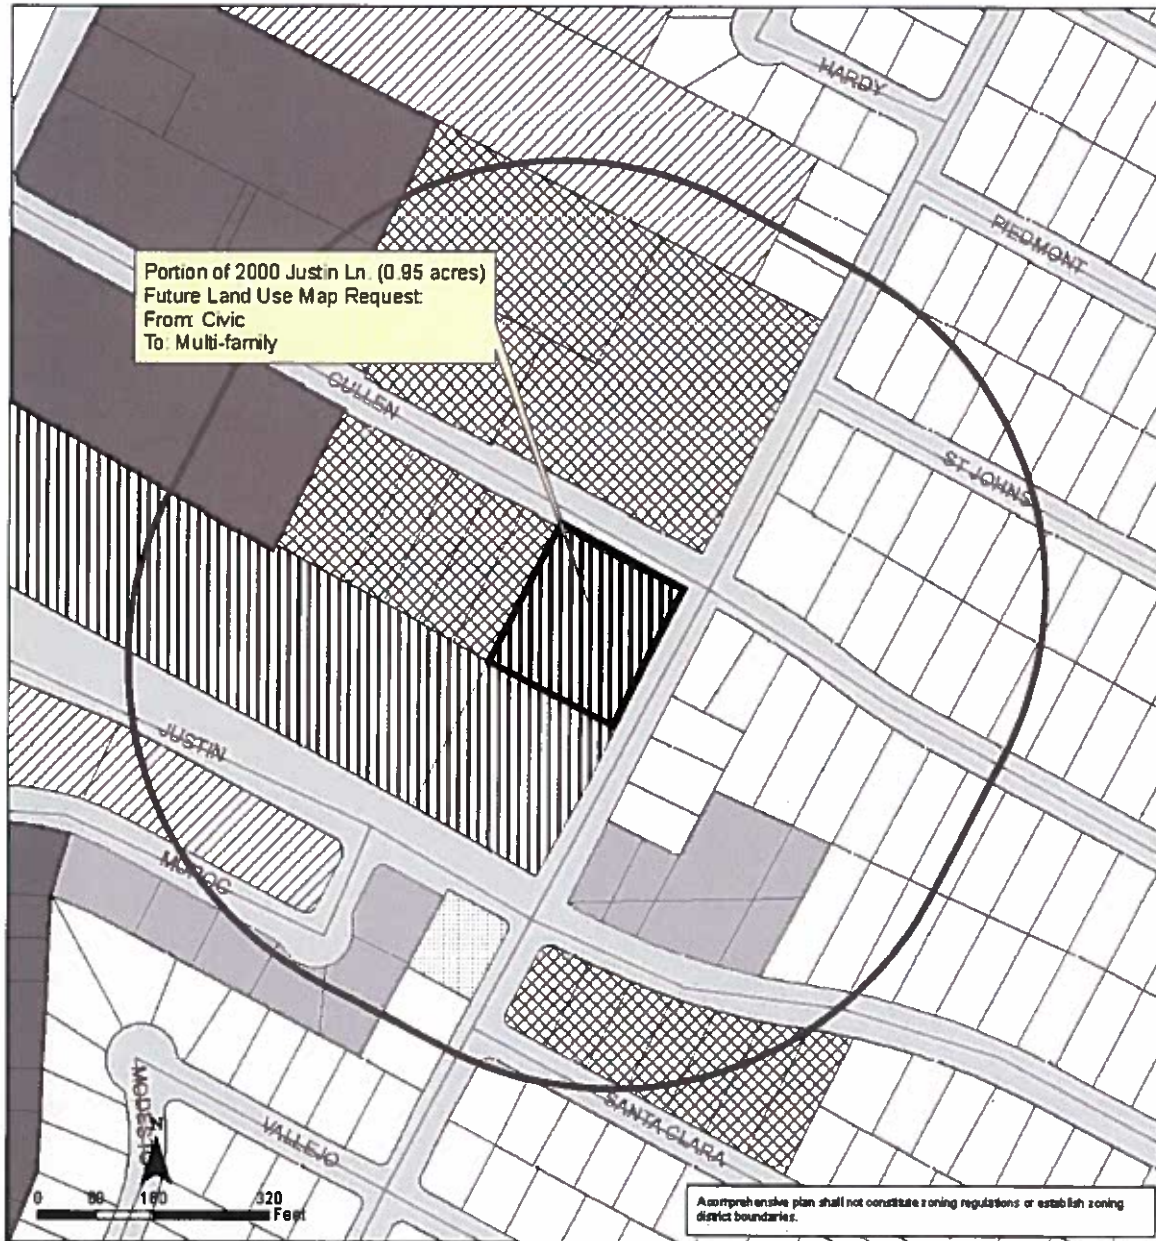 HARDY
PIEDMONT
Portion of 2000 Justin Ln. (0.95 acres)
Future Land Use Map Request:
From: Civic
To: Multi-family
CULLEN
ST JOHNS
JUSTIN
MUROC
MODESTO
VALLEJO
SANTA CLARA
N
0 80 160 320
Feet
A comprehensive plan shall not constitute zoning regulations or establish zoning
district boundaries.